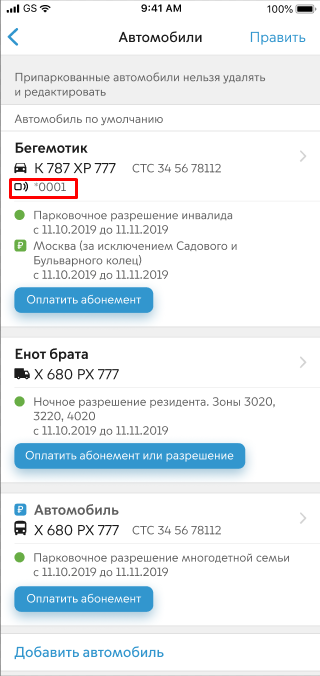 GS 9:41 AM 100%
Автомобили Править
Припаркованные автомобили нельзя удалять
и редактировать
Автомобиль по умолчанию
Бегемотик
К 787 ХР 777 СТС 34 56 78112
*0001
Парковочное разрешение инвалида
с 11.10.2019 до 11.11.2019
₽ Москва (за исключением Садового и
Бульварного колец)
с 11.10.2019 до 11.11.2019
Оплатить абонемент
Енот брата
Х 680 РХ 777
Ночное разрешение резидента. Зоны 3020,
3220, 4020
с 11.10.2019 до 11.11.2019
Оплатить абонемент или разрешение
₽ Автомобиль
Х 680 РХ 777 СТС 34 56 78112
Парковочное разрешение многодетной семьи
с 11.10.2019 до 11.11.2019
Оплатить абонемент
Добавить автомобиль